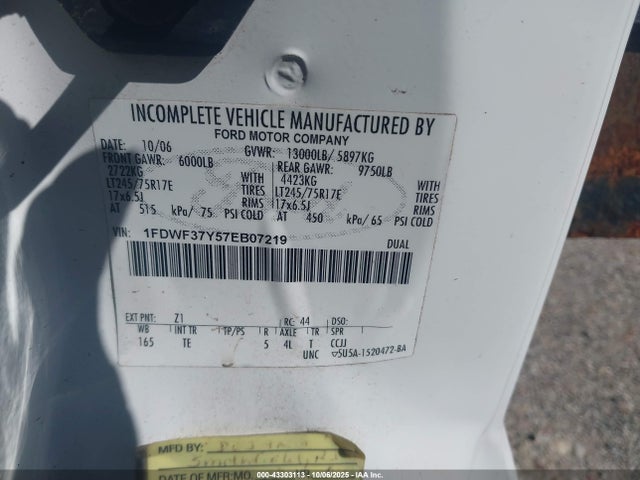 INCOMPLETE VEHICLE MANUFACTURED BY
FORD MOTOR COMPANY
DATE: 10/06 GVWR: 13000LB/ 5897KG
FRONT GAWR: 6000LB REAR GAWR: 9750LB
2722KG WITH 4423KG WITH
LT245/75R17E TIRES LT245/75R17E TIRES
17x6.5J RIMS 17x6.5J RIMS
AT 515 kPa/ 75 PSI COLD AT 450 kPa/ 65 PSI COLD
VIN: 1FDWF37Y57EB07219 DUAL
EXT PNT: Z1 RC: 44 DSO:
WB INT TR TP/PS R AXLE TR SPR
165 TE 5 4L T CCJJ
UNC 5U5A-1520472-BA
MFD BY:
DATE OF MFR: MO
000-43303113 - 10/06/2025 - IAAI.com